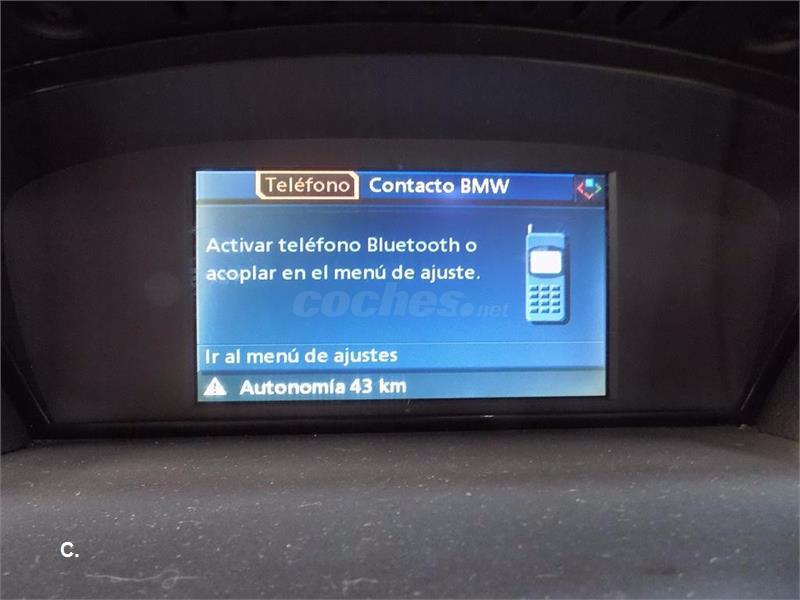 Teléfono Contacto BMW
Activar teléfono Bluetooth o
acoplar en el menú de ajuste.
coches.net
Ir al menú de ajustes
Autonomía 43 km
C.